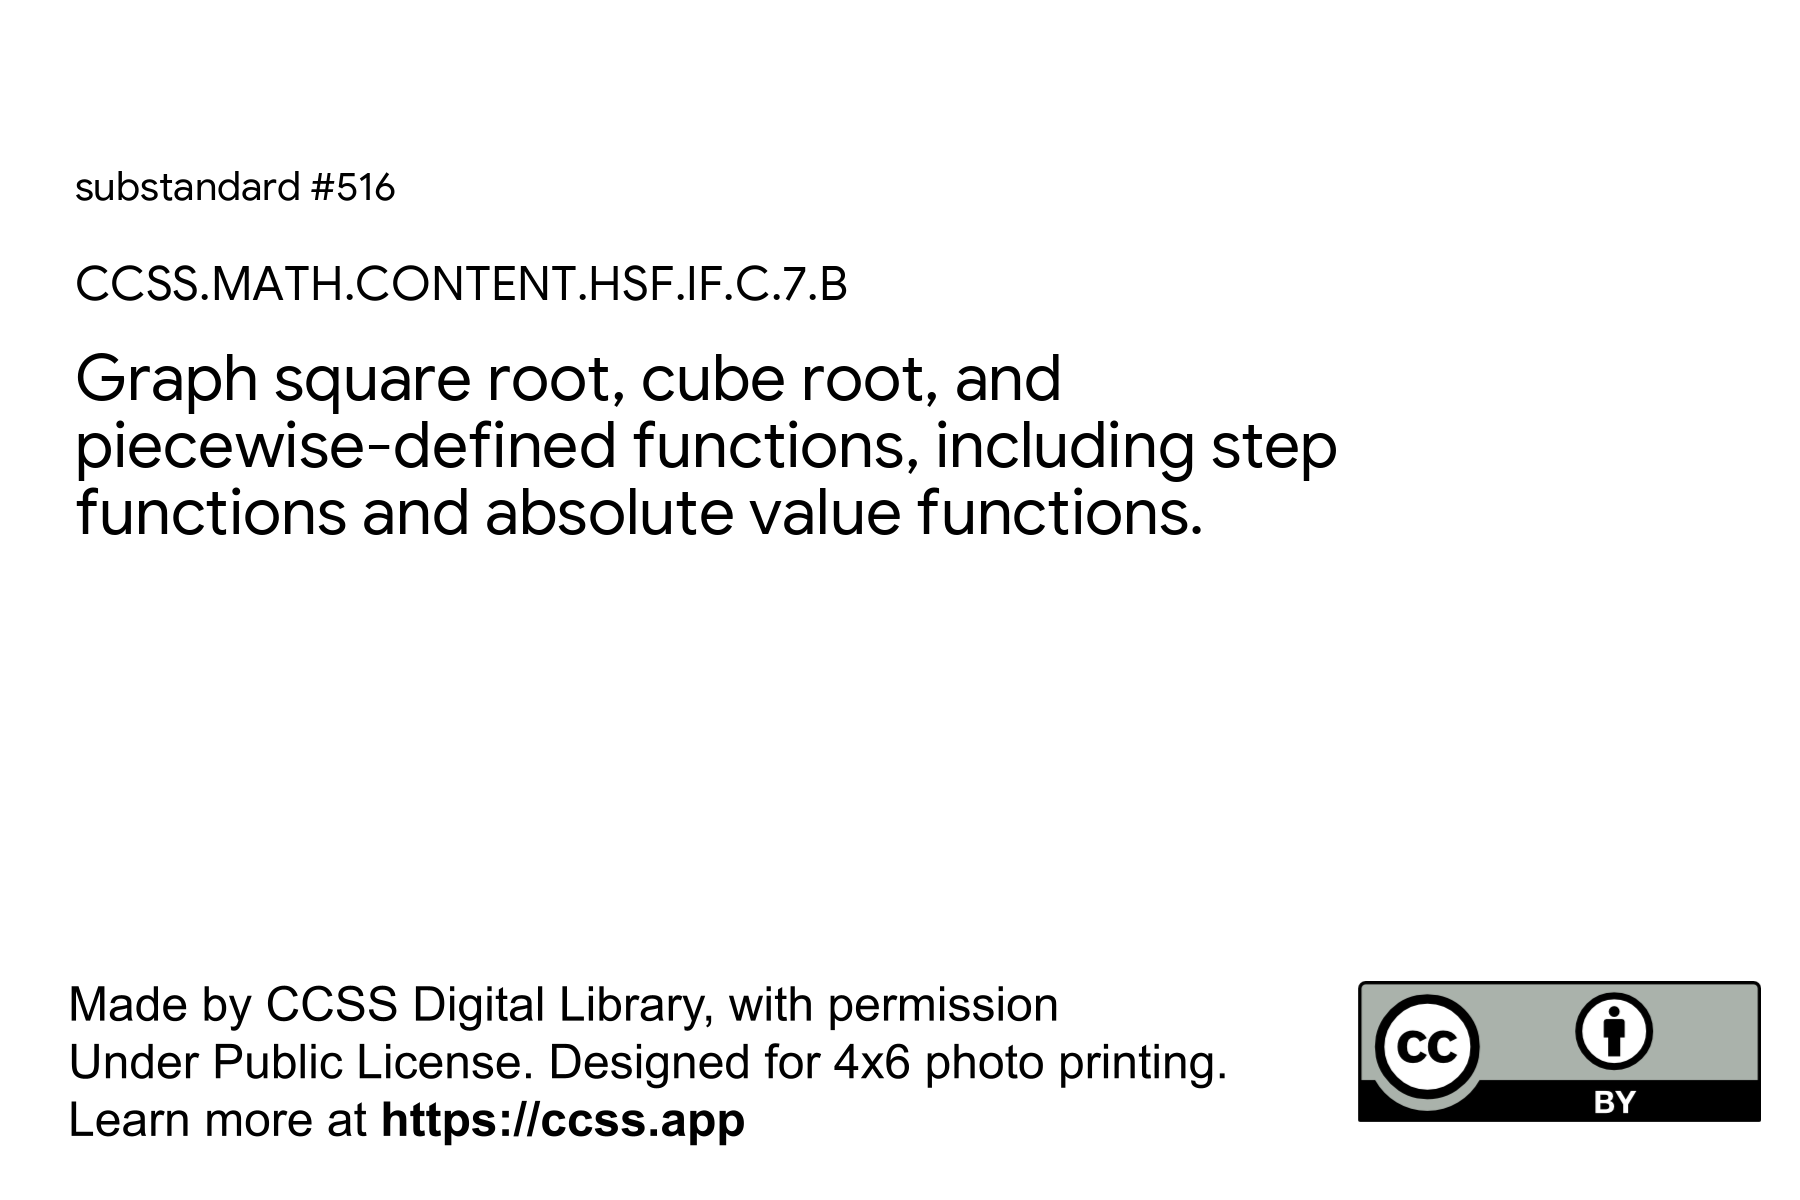 substandard #516
CCSS.MATH.CONTENT.HSF.IF.C.7.B
Graph square root, cube root, and
piecewise-defined functions, including step
functions and absolute value functions.
Made by CCSS Digital Library, with permission
Under Public License. Designed for 4x6 photo printing.
Learn more at https://ccss.app
cc
BY